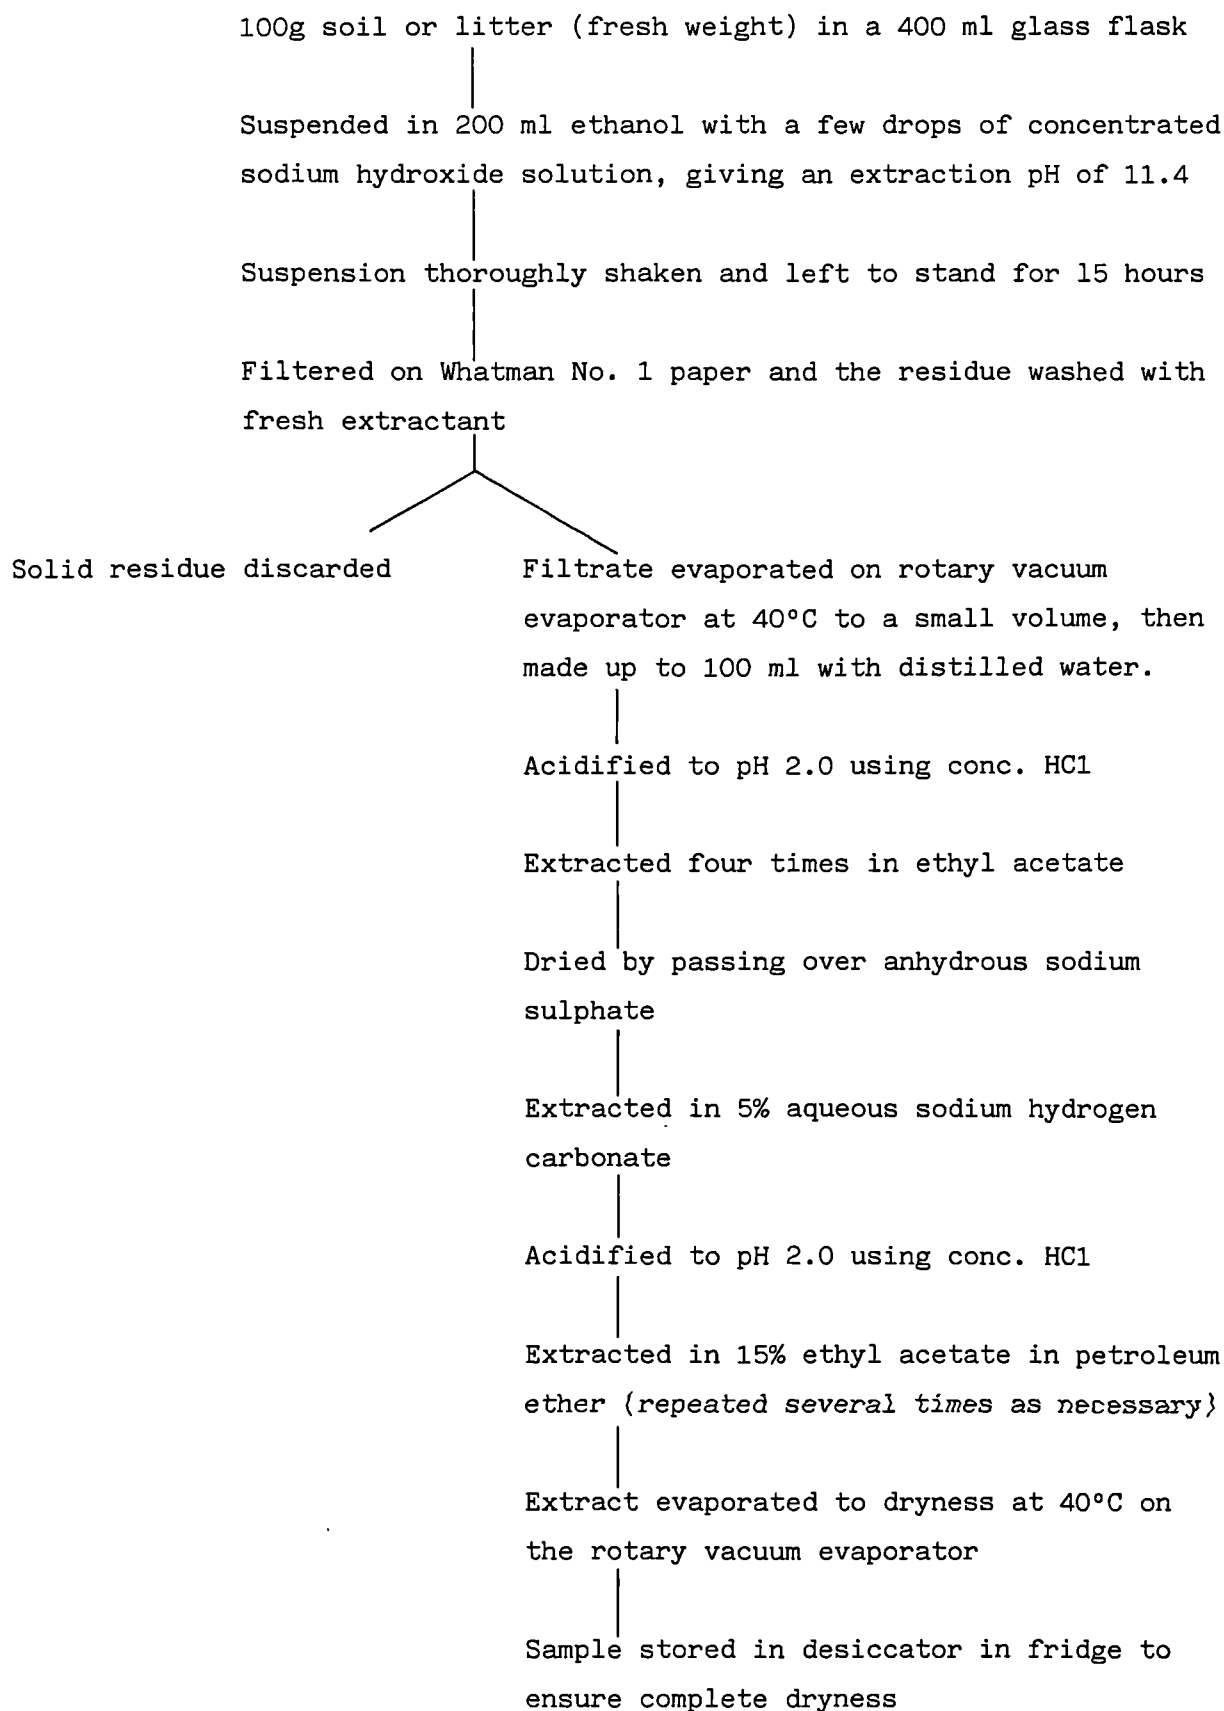 100g soil or litter (fresh weight) in a 400 ml glass flask
Suspended in 200 ml ethanol with a few drops of concentrated
sodium hydroxide solution, giving an extraction pH of 11.4
Suspension thoroughly shaken and left to stand for 15 hours
Filtered on Whatman No. 1 paper and the residue washed with
fresh extractant
Solid residue discarded
Filtrate evaporated on rotary vacuum
evaporator at 40°C to a small volume, then
made up to 100 ml with distilled water.
Acidified to pH 2.0 using conc. HCl
Extracted four times in ethyl acetate
Dried by passing over anhydrous sodium
sulphate
Extracted in 5% aqueous sodium hydrogen
carbonate
Acidified to pH 2.0 using conc. HCl
Extracted in 15% ethyl acetate in petroleum
ether (repeated several times as necessary)
Extract evaporated to dryness at 40°C on
the rotary vacuum evaporator
Sample stored in desiccator in fridge to
ensure complete dryness